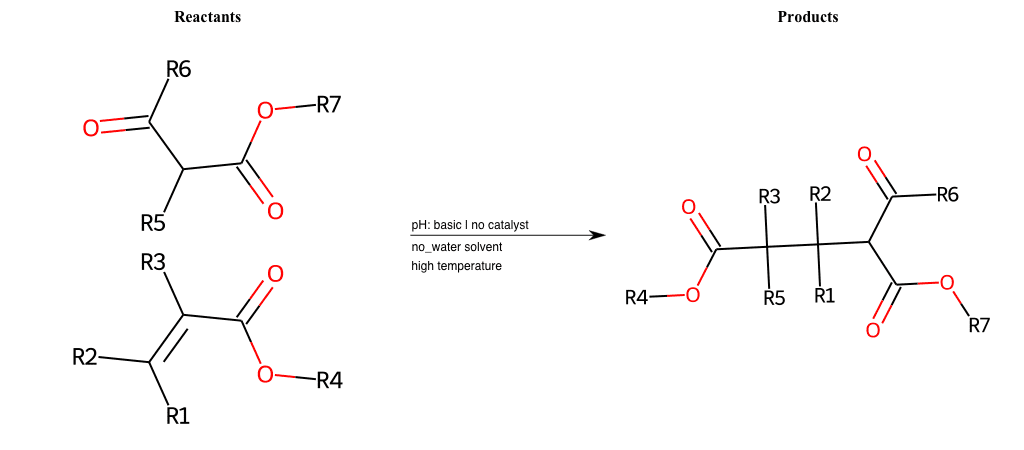 Reactants
Products
R6
O
O
R7
O
R5
R3
O
R2
O
R4
R1
pH: basic | no catalyst
no_water solvent
high temperature
O
R3
R2
R6
O
R4
O
R5
R1
O
O
R7